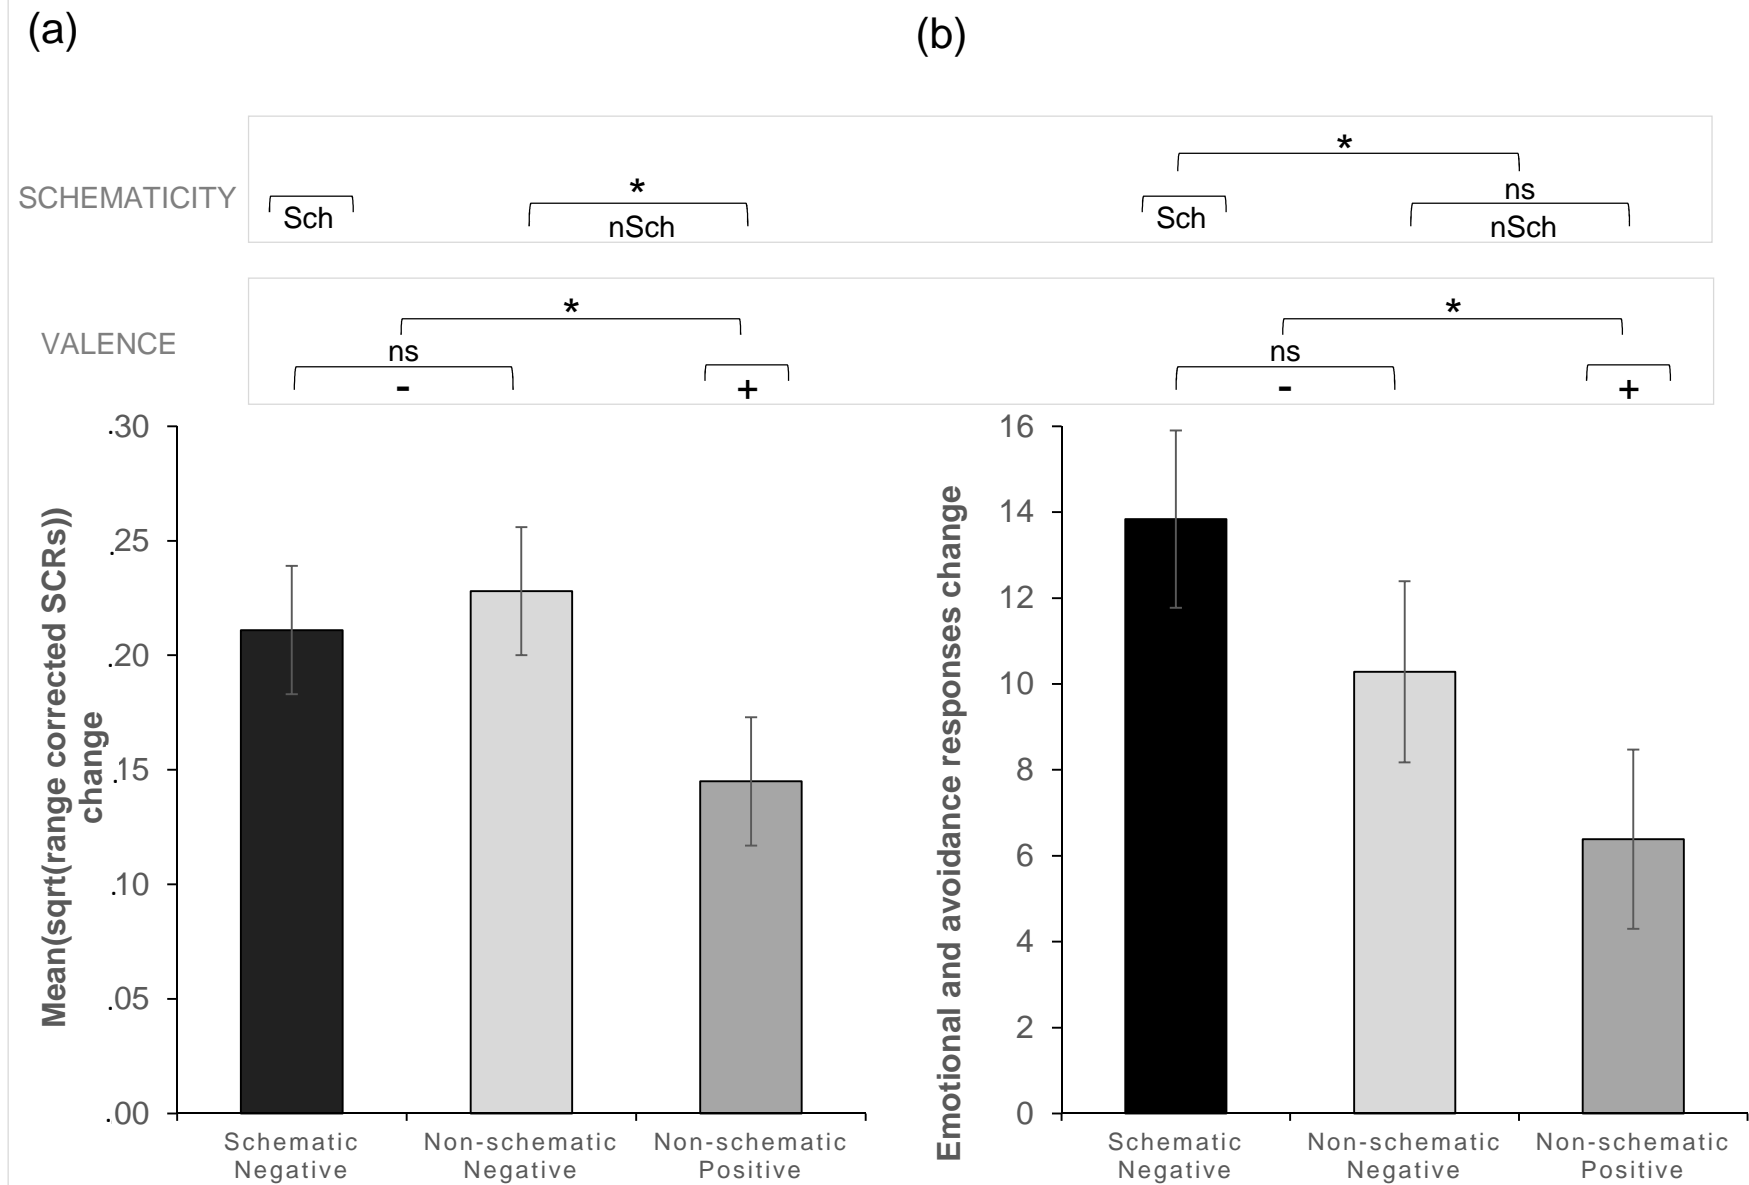 (a)
(b)
SCHEMATICITY
Sch
*
nSch
*
Sch
ns
nSch
VALENCE
*
ns
-
+
*
ns
-
+
Mean(sqrt(range corrected SCRs))
change
.30
.25
.20
.15
.10
.05
.00
Schematic
Negative
Non-schematic
Negative
Non-schematic
Positive
Emotional and avoidance responses change
16
14
12
10
8
6
4
2
0
Schematic
Negative
Non-schematic
Negative
Non-schematic
Positive